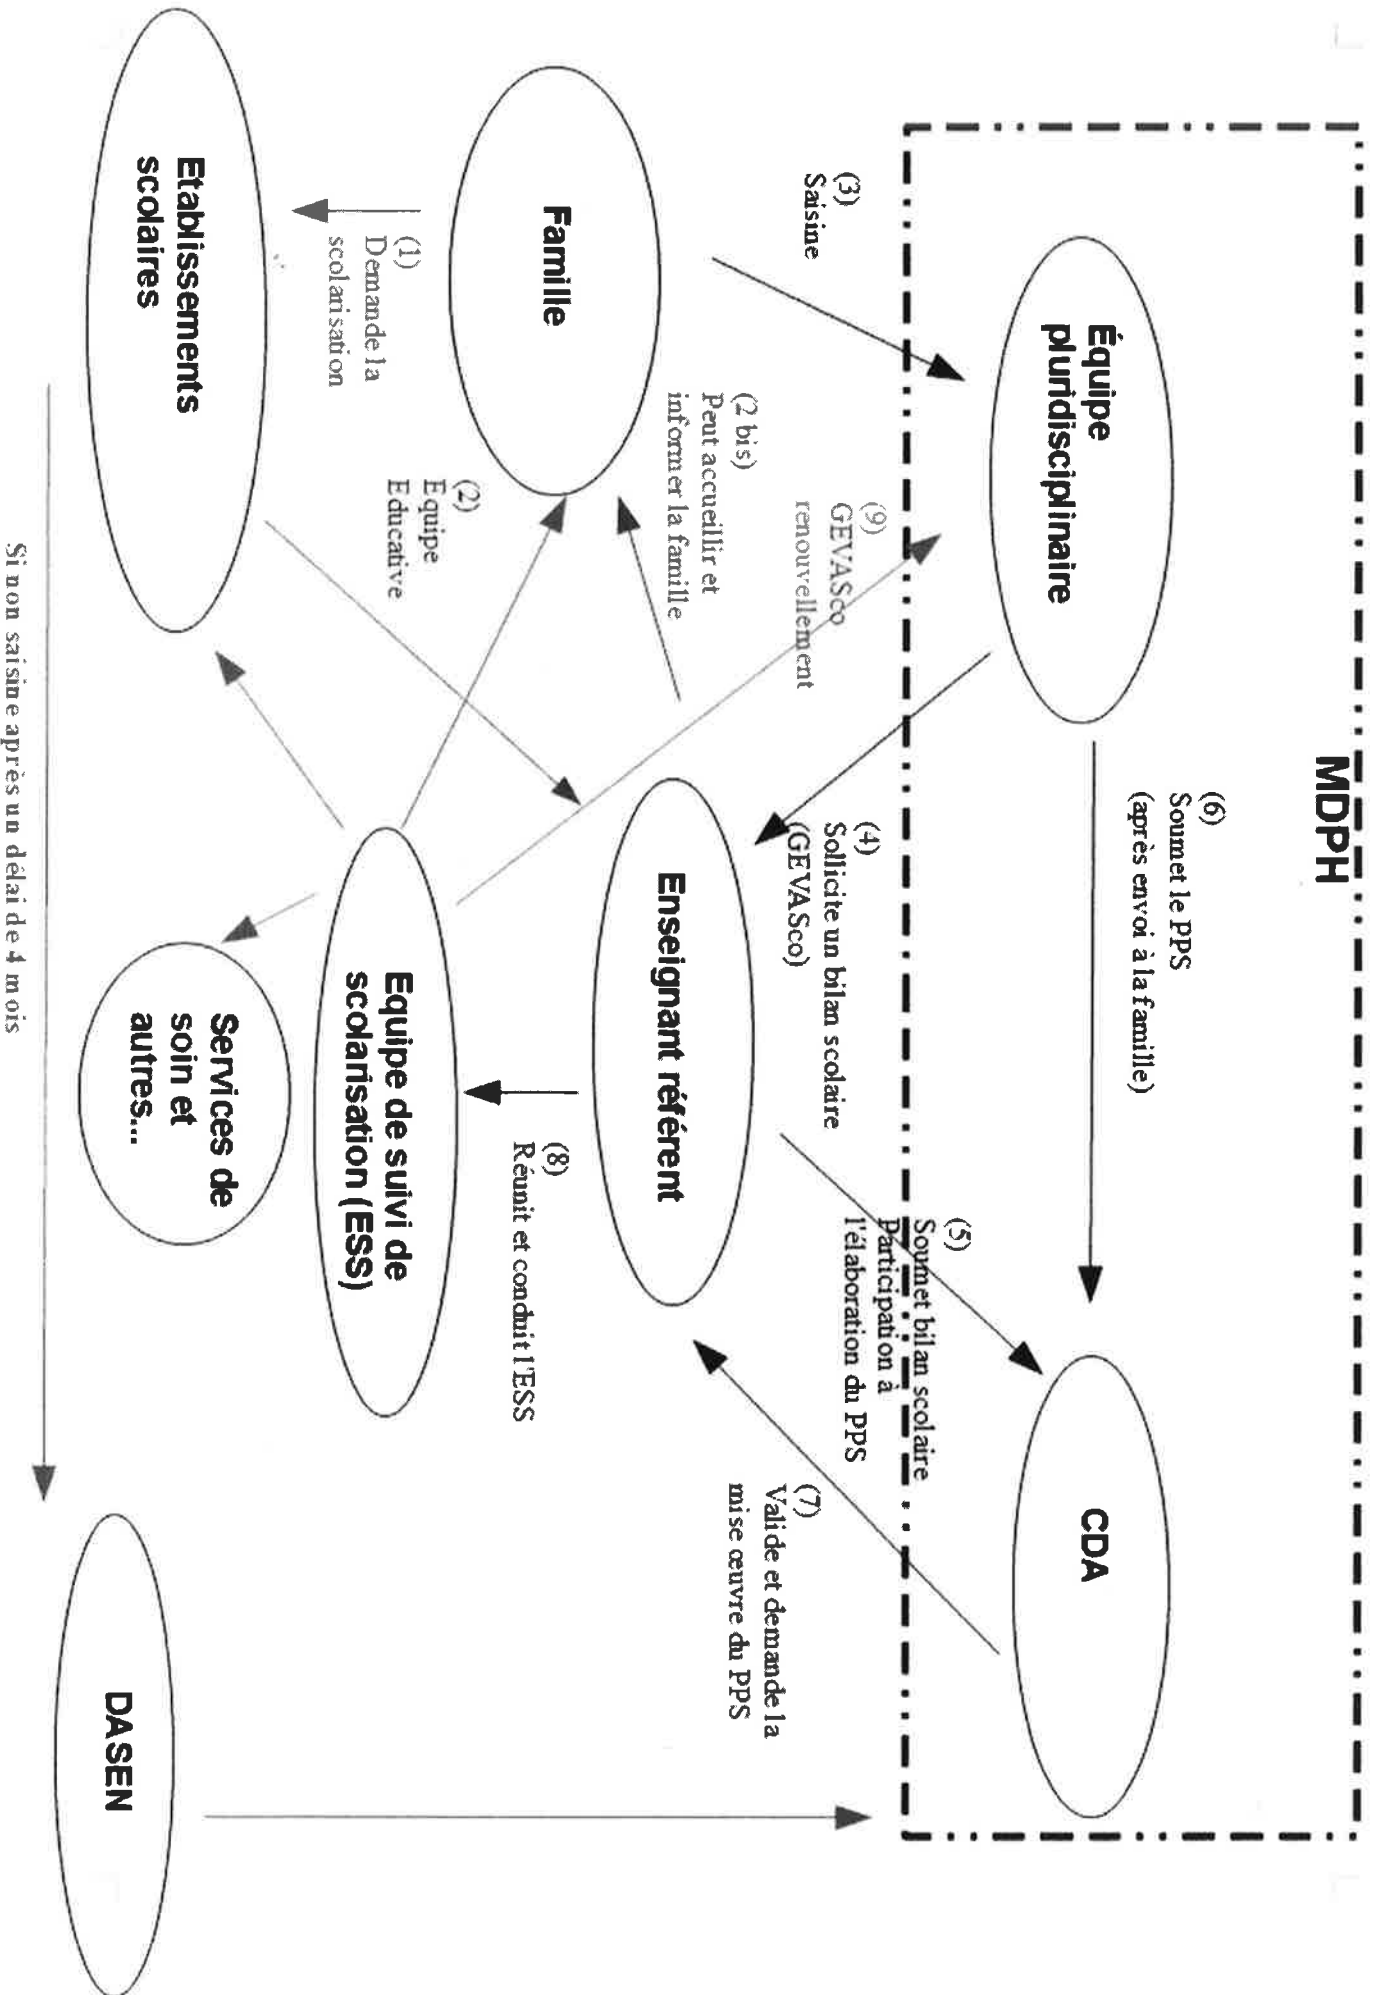 MDPH
Équipe
pluridisciplinaire
(6)
Soumet le PPS
(après envoi à la famille)
CDA
(3)
Saisine
(9)
GEVASco
renouvellement
(4)
Sollicite un bilan scolaire
(GEVASco)
(5)
Soumet bilan scolaire
Participation à
l'élaboration du PPS
(7)
Valide et demande la
mise œuvre du PPS
(2 bis)
Peut accueillir et
informer la famille
Famille
Enseignant référent
(1)
Demande la
scolarisation
(2)
Equipe
Educative
(8)
Réunit et conduit l'ESS
Equipe de suivi de
scolarisation (ESS)
Etablissements
scolaires
Services de
soin et
autres...
DASEN
Si non saisine après un délai de 4 mois